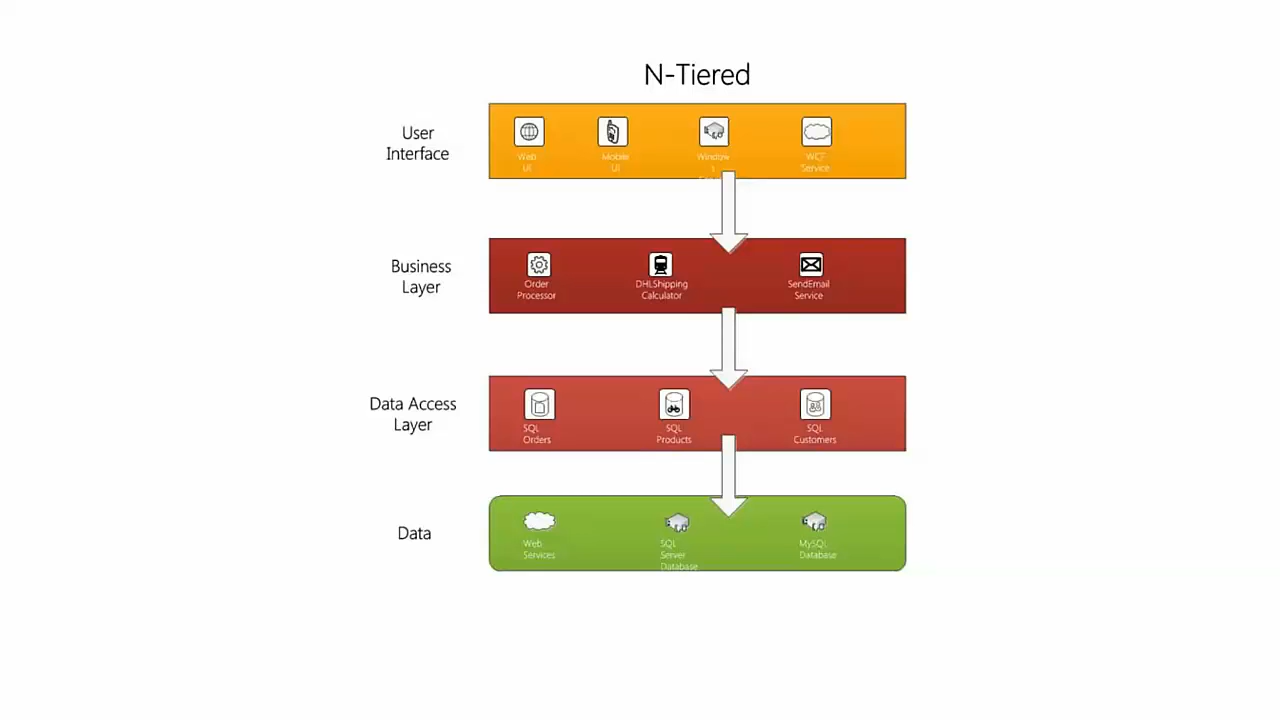 N-Tiered
User
Interface
Web
UI
Mobile
UI
Window
WCF
Service
Business
Layer
Order
Processor
DHLShipping
Calculator
SendEmail
Service
Data Access
Layer
SQL
Orders
SQL
Products
SQL
Customers
Data
Web
Services
SQL
Server
Database
MySQL
Database